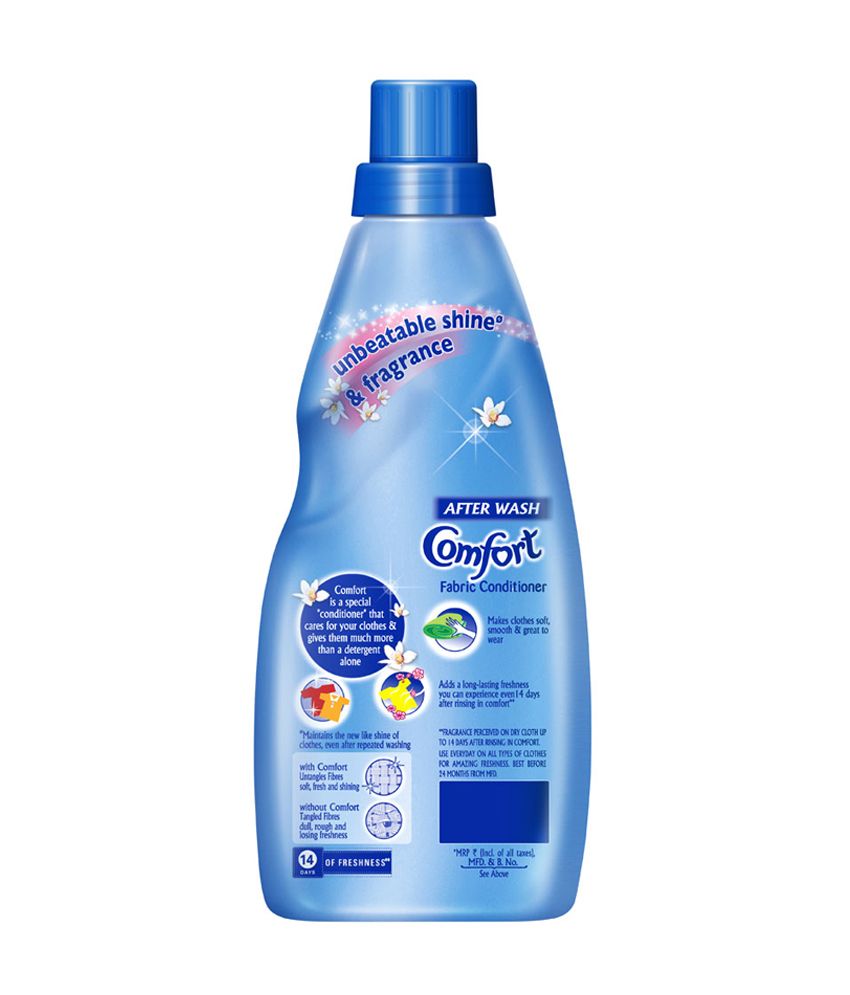 unbeatable shineø
& fragrance
AFTER WASH
Comfort
Fabric Conditioner
Comfort
is a special
"conditioner" that
cares for your clothes &
gives them much more
than a detergent
alone
Makes clothes soft,
smooth & great to
wear
Adds a long-lasting freshness
you can experience even14 days
after rinsing in comfort**
"Maintains the new like shine of
clothes, even after repeated washing
with Comfort
Untangles Fibres
soft, fresh and shining
without Comfort
Tangled Fibres
dull, rough and
losing freshness
14
DAYS
OF FRESHNESS**
**FRAGRANCE PERCEIVED ON DRY CLOTH UP
TO 14 DAYS AFTER RINSING IN COMFORT.
USE EVERYDAY ON ALL TYPES OF CLOTHES
FOR AMAZING FRESHNESS. BEST BEFORE
24 MONTHS FROM MFD.
*MRP ₹ (Incl. of all taxes),
MFD. & B. No.
See Above